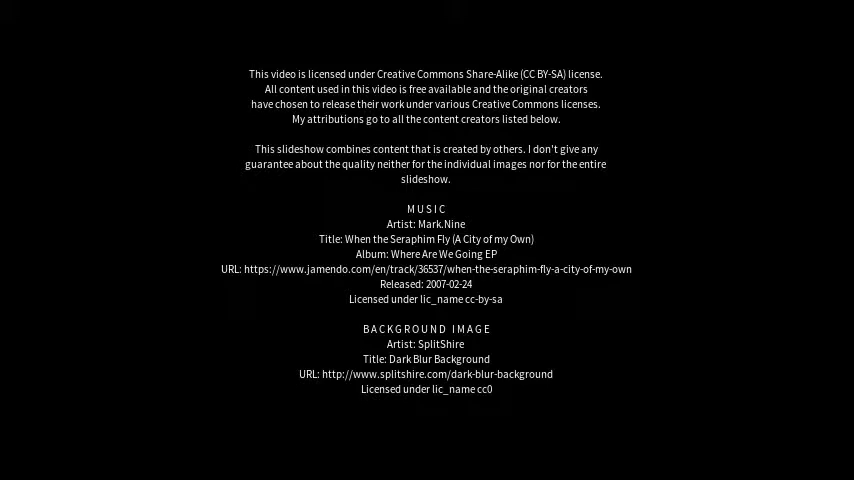 This video is licensed under Creative Commons Share-Alike (CC BY-SA) license.
All content used in this video is free available and the original creators
have chosen to release their work under various Creative Commons licenses.
My attributions go to all the content creators listed below.
This slideshow combines content that is created by others. I don't give any
guarantee about the quality neither for the individual images nor for the entire
slideshow.
MUSIC
Artist: Mark.Nine
Title: When the Seraphim Fly (A City of my Own)
Album: Where Are We Going EP
URL: https://www.jamendo.com/en/track/36537/when-the-seraphim-fly-a-city-of-my-own
Released: 2007-02-24
Licensed under lic_name cc-by-sa
BACKGROUND IMAGE
Artist: SplitShire
Title: Dark Blur Background
URL: http://www.splitshire.com/dark-blur-background
Licensed under lic_name cc0